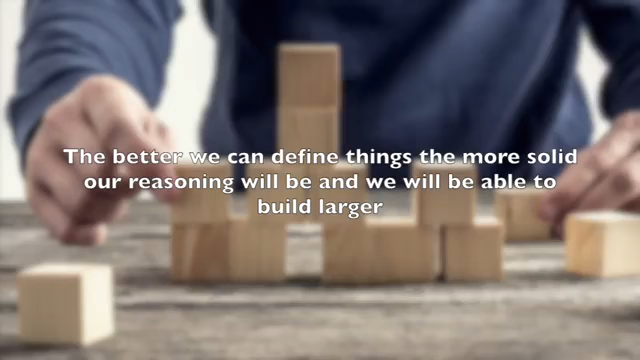 The better we can define things the more solid
our reasoning will be and we will be able to
build larger